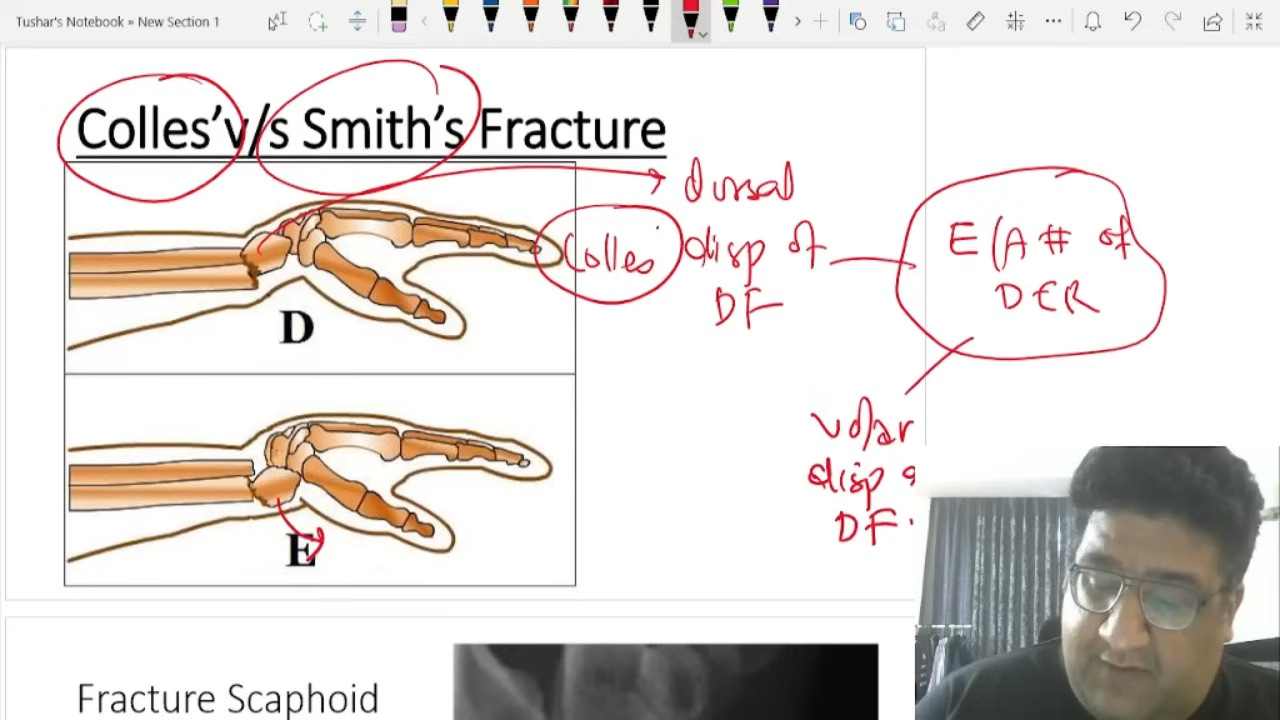 Tushar's Notebook » New Section 1
Colles'v/s Smith's Fracture
dorsal
Colles' disp of
DF
E(A # of
D E R
D
volar
disp
DF
E
Fracture Scaphoid